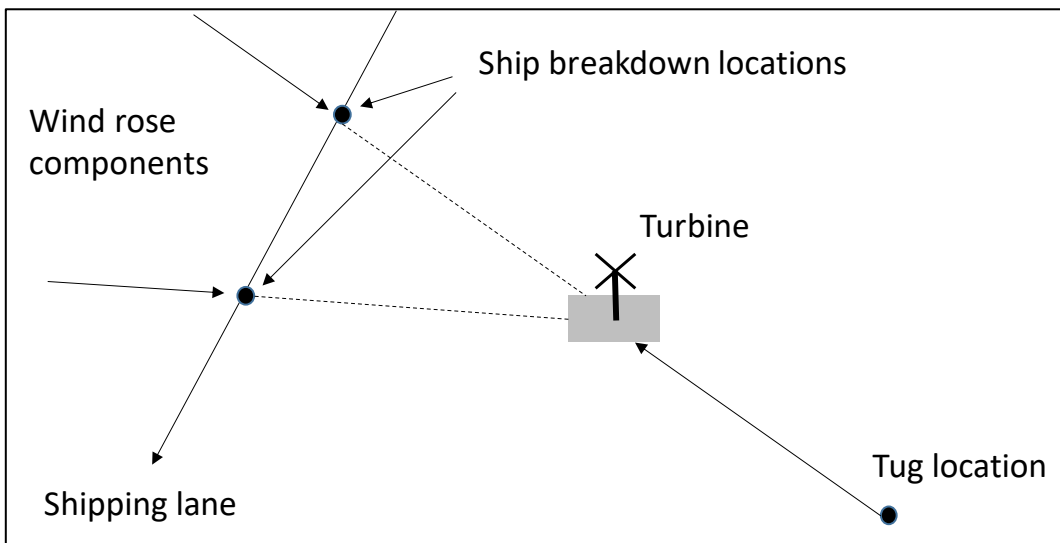 Ship breakdown locations
Wind rose
components
Turbine
Tug location
Shipping lane